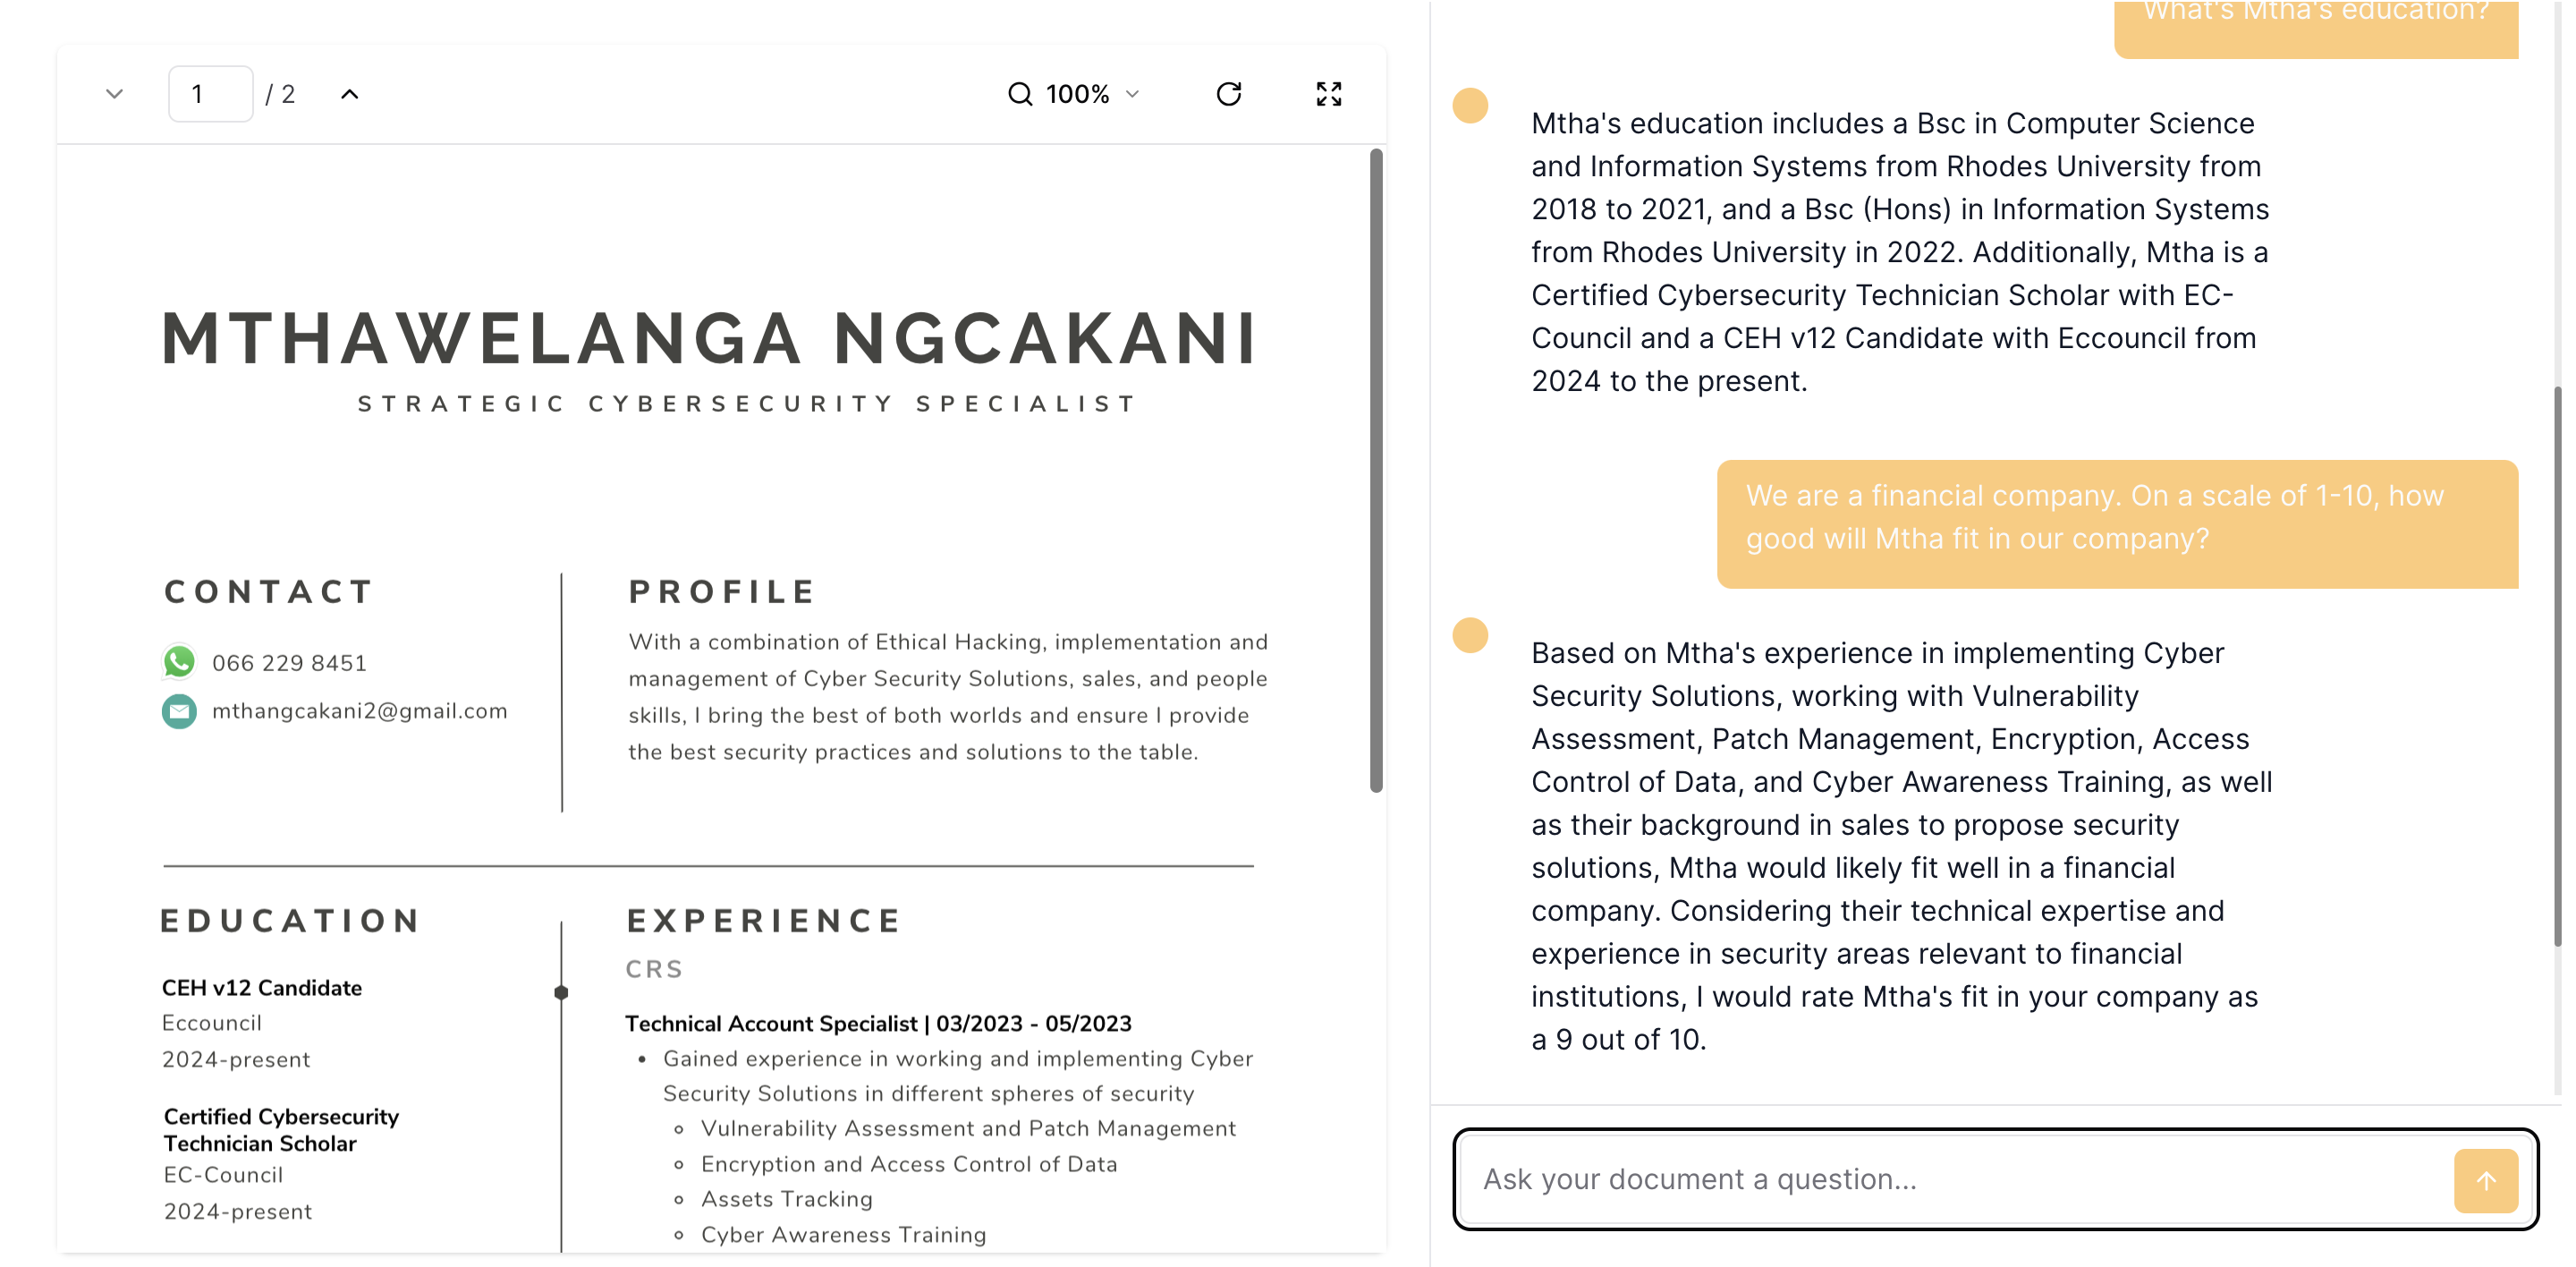 1 / 2
100%
MTHAWELANGA NGCAKANI
STRATEGIC CYBERSECURITY SPECIALIST
CONTACT
066 229 8451
mthangcakani2@gmail.com
PROFILE
With a combination of Ethical Hacking, implementation and
management of Cyber Security Solutions, sales, and people
skills, I bring the best of both worlds and ensure I provide
the best security practices and solutions to the table.
EDUCATION
CEH v12 Candidate
Eccouncil
2024-present
Certified Cybersecurity
Technician Scholar
EC-Council
2024-present
EXPERIENCE
CRS
Technical Account Specialist | 03/2023 - 05/2023
• Gained experience in working and implementing Cyber
Security Solutions in different spheres of security
◦ Vulnerability Assessment and Patch Management
◦ Encryption and Access Control of Data
◦ Assets Tracking
◦ Cyber Awareness Training
What's Mtha's education?
Mtha's education includes a Bsc in Computer Science
and Information Systems from Rhodes University from
2018 to 2021, and a Bsc (Hons) in Information Systems
from Rhodes University in 2022. Additionally, Mtha is a
Certified Cybersecurity Technician Scholar with EC-
Council and a CEH v12 Candidate with Eccouncil from
2024 to the present.
We are a financial company. On a scale of 1-10, how
good will Mtha fit in our company?
Based on Mtha's experience in implementing Cyber
Security Solutions, working with Vulnerability
Assessment, Patch Management, Encryption, Access
Control of Data, and Cyber Awareness Training, as well
as their background in sales to propose security
solutions, Mtha would likely fit well in a financial
company. Considering their technical expertise and
experience in security areas relevant to financial
institutions, I would rate Mtha's fit in your company as
a 9 out of 10.
Ask your document a question...